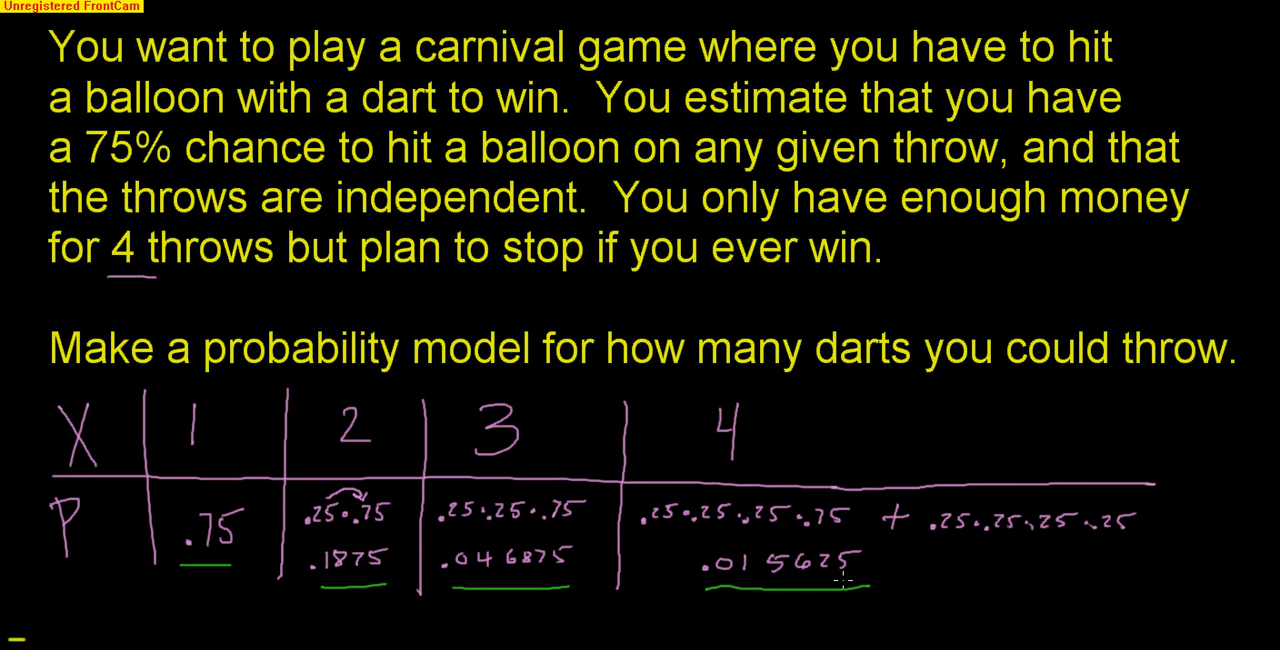 Unregistered FrontCam
You want to play a carnival game where you have to hit
a balloon with a dart to win. You estimate that you have
a 75% chance to hit a balloon on any given throw, and that
the throws are independent. You only have enough money
for 4 throws but plan to stop if you ever win.
Make a probability model for how many darts you could throw.
X 1 2 3 4
P .75 .25·.75 .25·.25·.75 .25·.25·.25·.75 + .25·.25·.25·.25
.1875 .046875 .015625